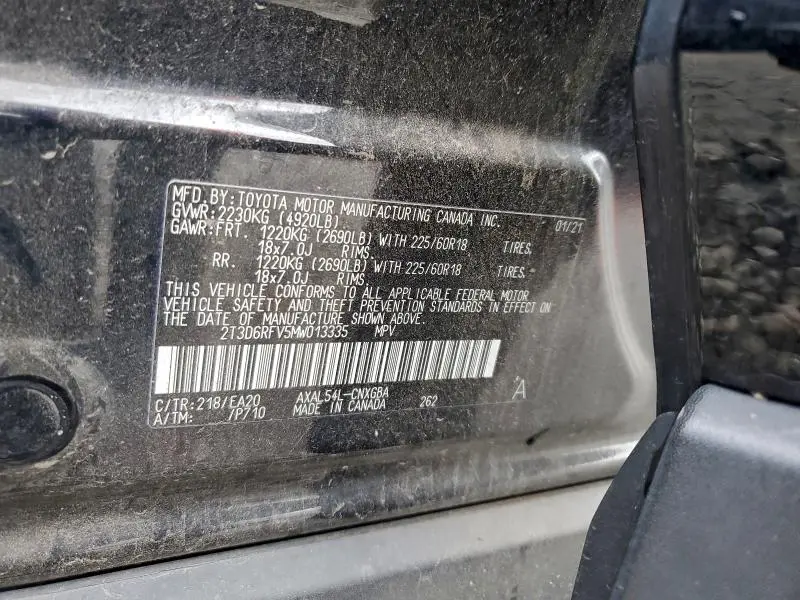 MFD.BY:TOYOTA MOTOR MANUFACTURING CANADA INC. 01/21
GVWR:2230KG (4920LB)
GAWR:FRT. 1220KG (2690LB) WITH 225/60R18 TIRES.
18x7.0J RIMS.
RR. 1220KG (2690LB) WITH 225/60R18 TIRES.
18x7.0J RIMS.
THIS VEHICLE CONFORMS TO ALL APPLICABLE FEDERAL MOTOR
VEHICLE SAFETY AND THEFT PREVENTION STANDARDS IN EFFECT ON
THE DATE OF MANUFACTURE SHOWN ABOVE.
2T3D6RFV5MW013335 MPV
C/TR:218/EA20 AXAL54L-CNXGBA A
A/TM: /P710 MADE IN CANADA 262